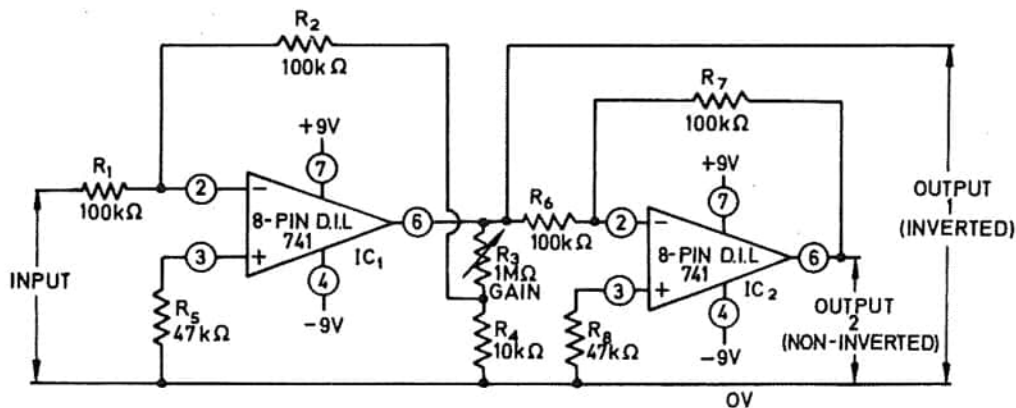 R2
100kΩ
R7
100kΩ
+9V
7
+9V
7
R1
100kΩ
2
−
8-PIN D.I.L
741
6
R6
100kΩ
2
−
8-PIN D.I.L
741
6
OUTPUT
1
(INVERTED)
INPUT
3
+
IC1
4
−9V
R3
1MΩ
GAIN
3
+
IC2
4
−9V
OUTPUT
2
(NON-INVERTED)
R5
47kΩ
R4
10kΩ
R8
47kΩ
0V